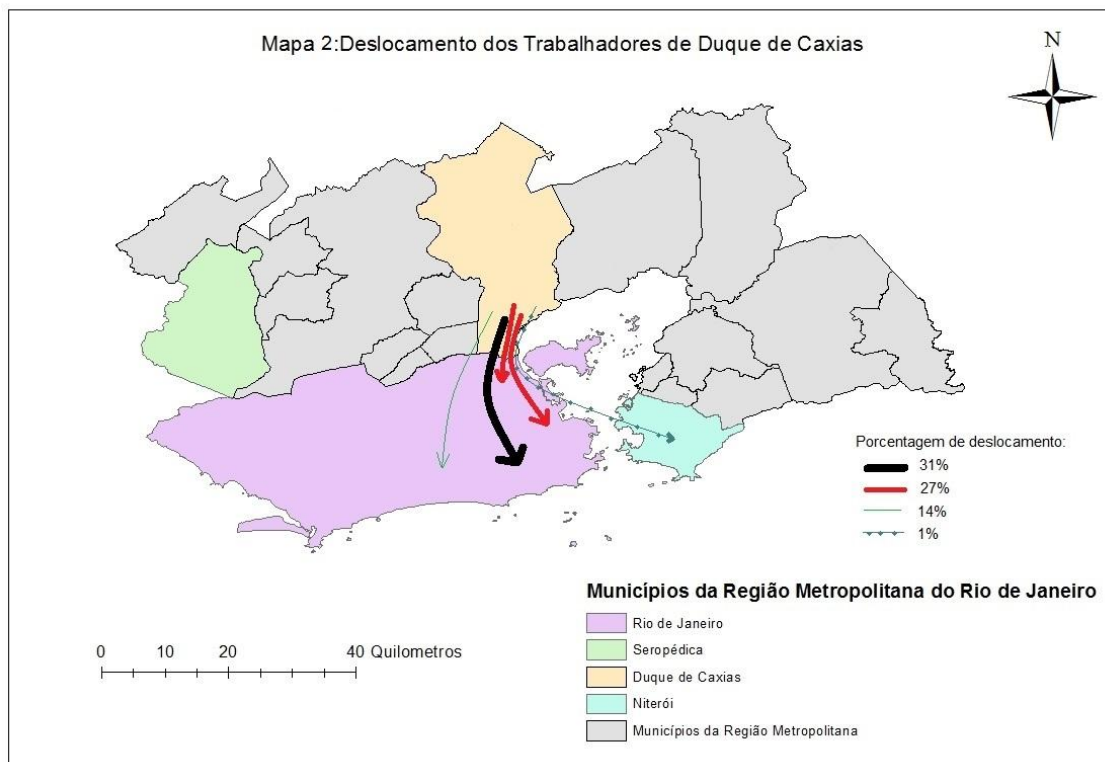 Mapa 2:Deslocamento dos Trabalhadores de Duque de Caxias
N
Porcentagem de deslocamento:
31%
27%
14%
1%
Municípios da Região Metropolitana do Rio de Janeiro
Rio de Janeiro
Seropédica
Duque de Caxias
Niterói
Municípios da Região Metropolitana
0 10 20 40 Quilometros